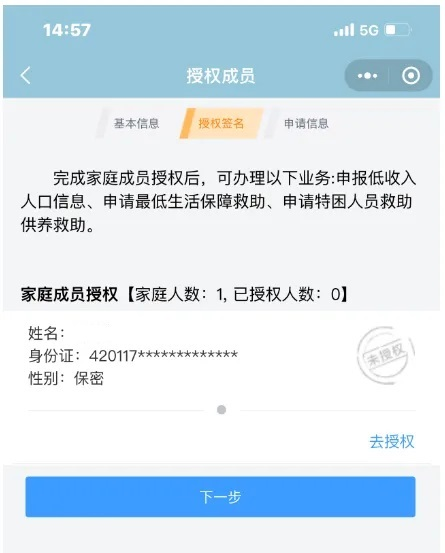 14:57
5G
授权成员
基本信息
授权签名
申请信息
完成家庭成员授权后，可办理以下业务:申报低收入
人口信息、申请最低生活保障救助、申请特困人员救助
供养救助。
家庭成员授权【家庭人数：1, 已授权人数：0】
姓名：
身份证：420117*************
未授权
性别：保密
去授权
下一步